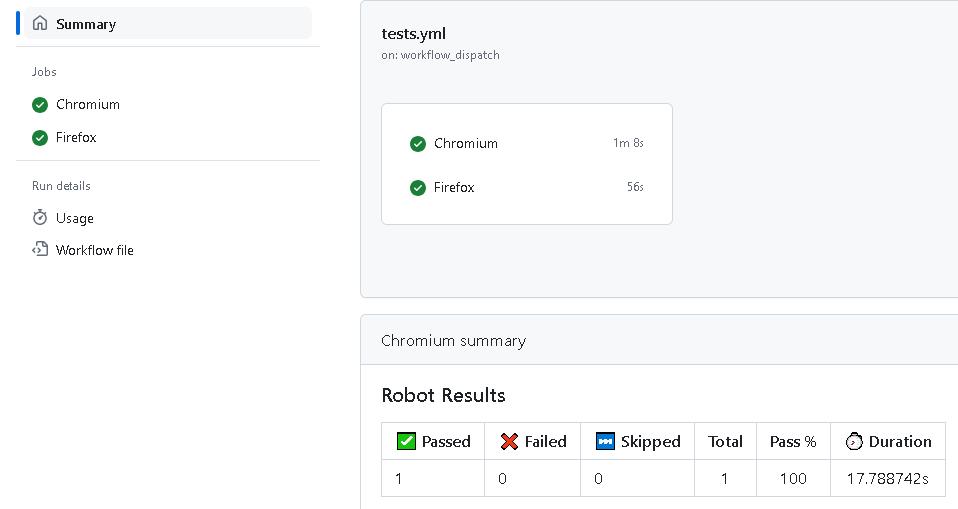 Summary
Jobs
Chromium
Firefox
Run details
Usage
Workflow file
tests.yml
on: workflow_dispatch
Chromium 1m 8s
Firefox 56s
Chromium summary
Robot Results
Passed Failed Skipped Total Pass % Duration
1 0 0 1 100 17.788742s